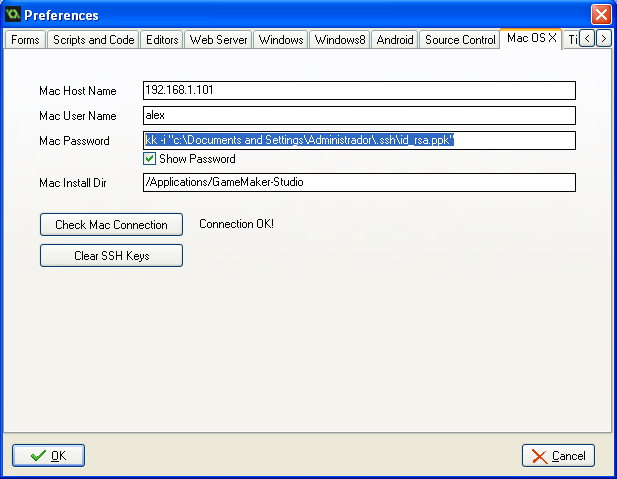 Preferences
Forms Scripts and Code Editors Web Server Windows Windows8 Android Source Control Mac OS X Ti
Mac Host Name 192.168.1.101
Mac User Name alex
Mac Password kk -i "c:\Documents and Settings\Administrador\.ssh\id_rsa.ppk"
Show Password
Mac Install Dir /Applications/GameMaker-Studio
Check Mac Connection Connection OK!
Clear SSH Keys
OK Cancel